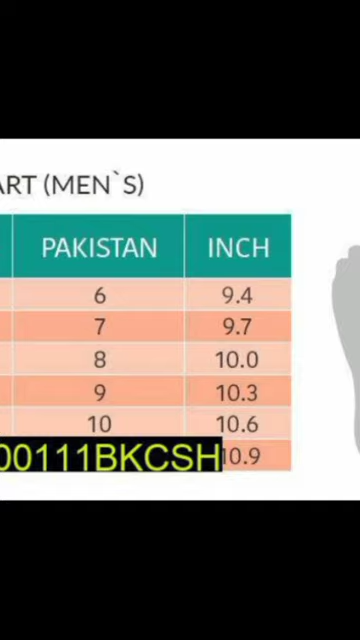 ART (MEN`S)
PAKISTAN INCH
6 9.4
7 9.7
8 10.0
9 10.3
10 10.6
00111BKCSH 10.9